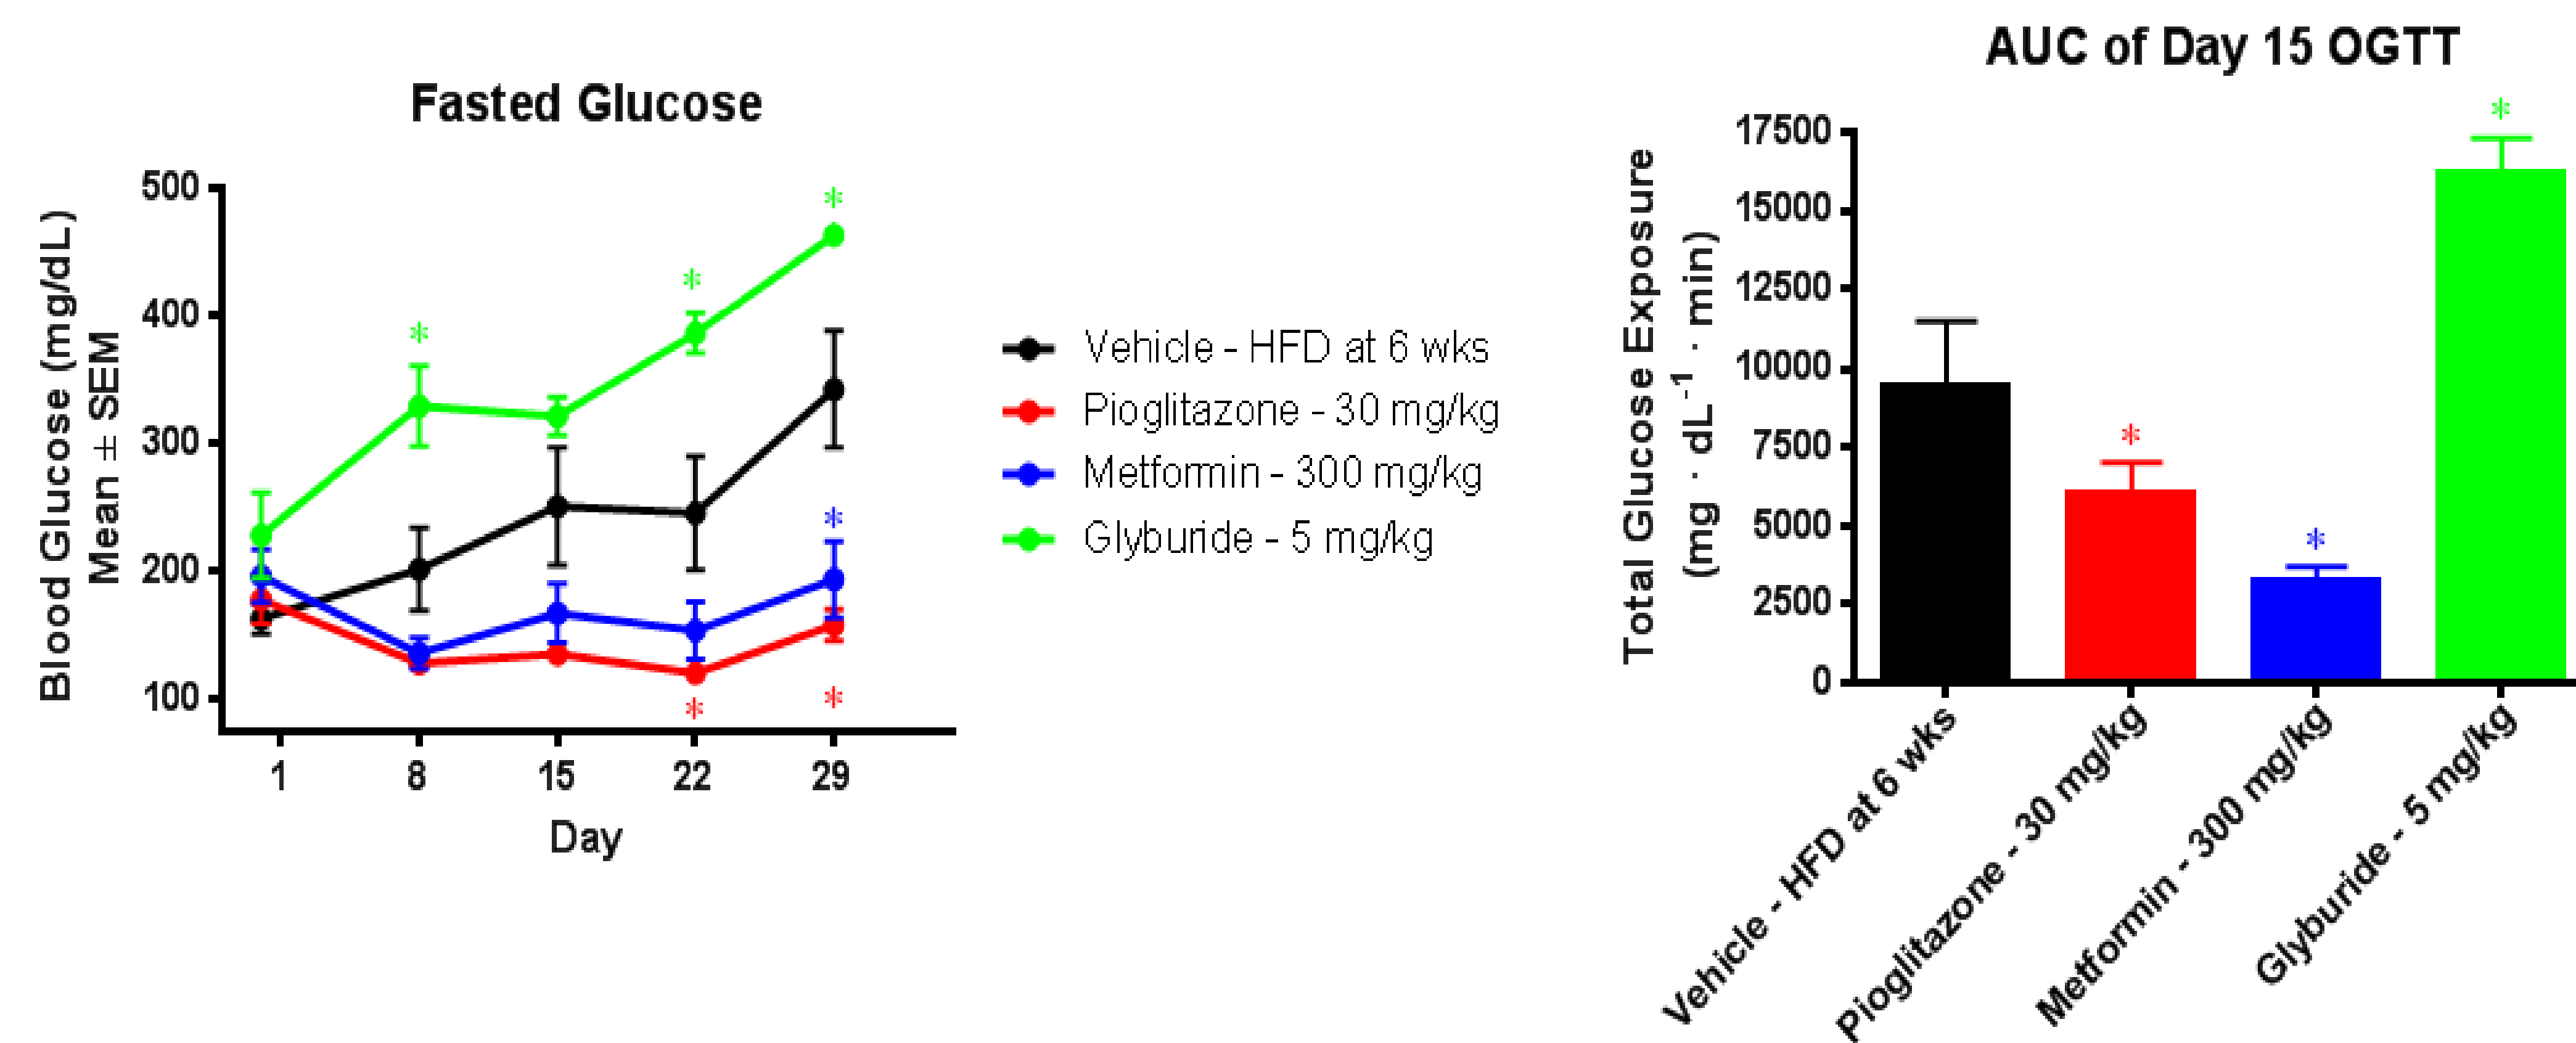 Fasted Glucose
Blood Glucose (mg/dL)
Mean ± SEM
500
400
300
200
100
*
*
*
*
*
*
1
8
15
22
29
Day
Vehicle - HFD at 6 wks
Pioglitazone - 30 mg/kg
Metformin - 300 mg/kg
Glyburide - 5 mg/kg
AUC of Day 15 OGTT
Total Glucose Exposure
(mg · dL⁻¹ · min)
17500
15000
12500
10000
7500
5000
2500
0
*
*
*
Vehicle - HFD at 6 wks
Pioglitazone - 30 mg/kg
Metformin - 300 mg/kg
Glyburide - 5 mg/kg